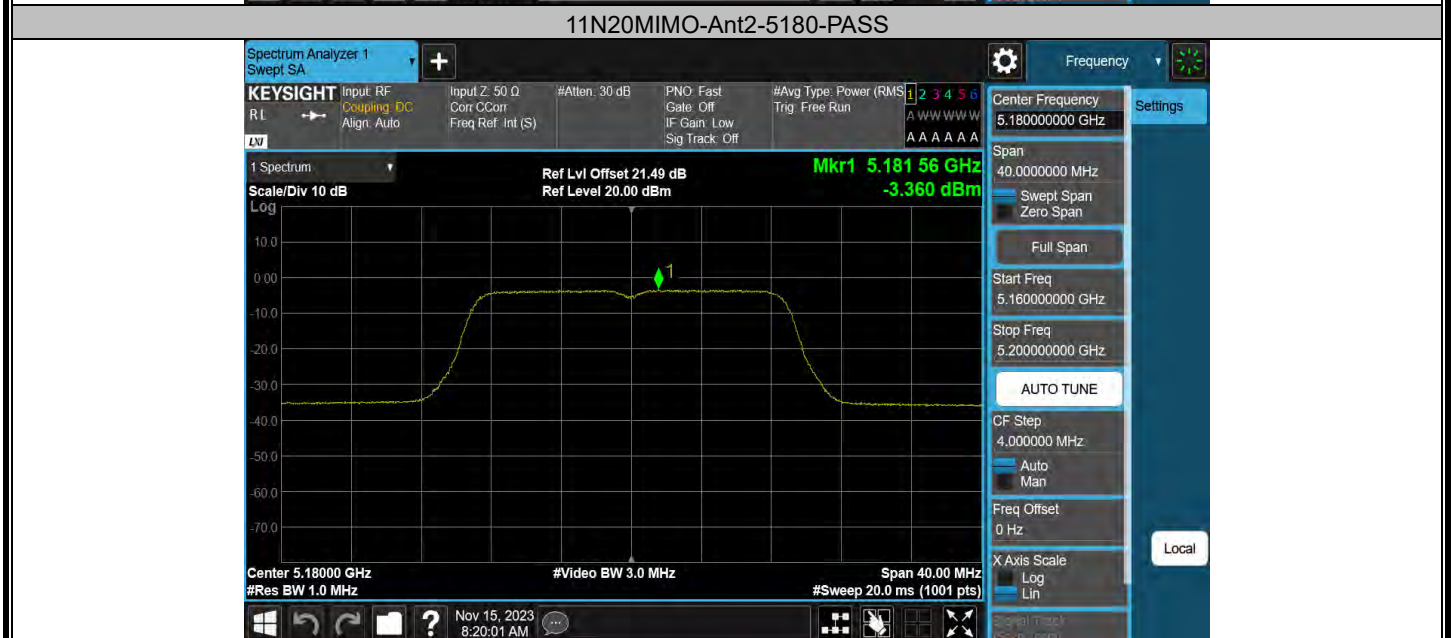 11N20MIMO-Ant2-5180-PASS
Spectrum Analyzer 1
Swept SA
+
Frequency
KEYSIGHT
RL
LXI
Input: RF
Coupling: DC
Align: Auto
Input Z: 50 Ω
Corr CCorr
Freq Ref: Int (S)
#Atten: 30 dB
PNO: Fast
Gate: Off
IF Gain: Low
Sig Track: Off
#Avg Type: Power (RMS
Trig: Free Run
1 2 3 4 5 6
A W W W W W
A A A A A A
1 Spectrum
Scale/Div 10 dB
Log
Ref Lvl Offset 21.49 dB
Ref Level 20.00 dBm
Mkr1 5.181 56 GHz
-3.360 dBm
10.0
0.00
-10.0
-20.0
-30.0
-40.0
-50.0
-60.0
-70.0
1
Center 5.18000 GHz
#Res BW 1.0 MHz
#Video BW 3.0 MHz
Span 40.00 MHz
#Sweep 20.0 ms (1001 pts)
Center Frequency
5.180000000 GHz
Settings
Span
40.0000000 MHz
Swept Span
Zero Span
Full Span
Start Freq
5.160000000 GHz
Stop Freq
5.200000000 GHz
AUTO TUNE
CF Step
4.000000 MHz
Auto
Man
Freq Offset
0 Hz
X Axis Scale
Log
Lin
Signal Track
Local
?
Nov 15, 2023
8:20:01 AM